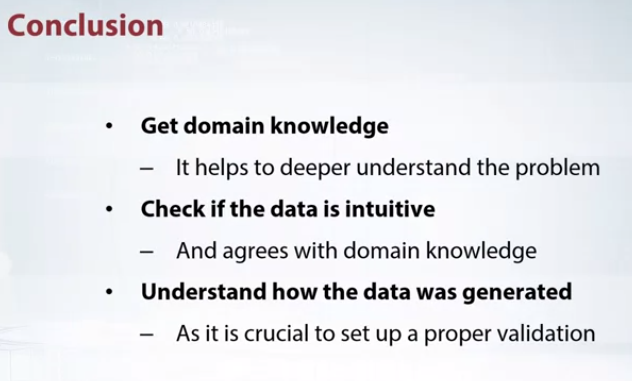 Conclusion
• Get domain knowledge
– It helps to deeper understand the problem
• Check if the data is intuitive
– And agrees with domain knowledge
• Understand how the data was generated
– As it is crucial to set up a proper validation